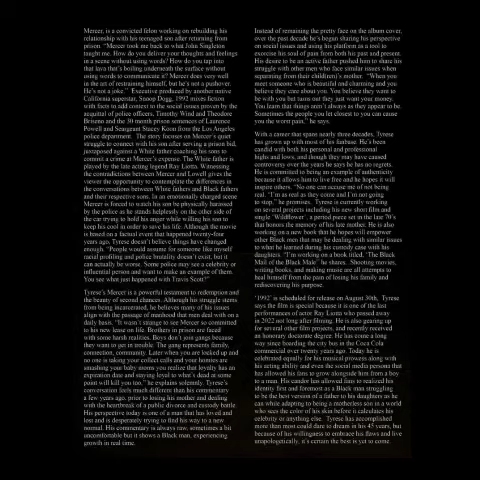 Mercer, is a convicted felon working on rebuilding his
relationship with his teenaged son after returning from
prison. "Mercer took me back to what John Singleton
taught me. How do you deliver your thoughts and feelings
in a scene without using words? How do you tap into
that lava that's boiling underneath the surface without
using words to communicate it? Mercer does very well
in the art of restraining himself, but he's not a pushover.
He's not a joke." Executive produced by another native
California superstar, Snoop Dogg, 1992 mixes fiction
with facts to add context to the social issues proven by the
acquittal of police officers, Timothy Wind and Theodore
Briseno and the 30 month prison sentences of Laurence
Powell and Seargeant Stacey Koon from the Los Angeles
police department. The story focuses on Mercer's quiet
struggle to connect with his son after serving a prison bid,
juxtaposed against a White father coaching his sons to
commit a crime at Mercer's expense. The White father is
played by the late acting legend Ray Liotta. Witnessing
the contradictions between Mercer and Lowell gives the
viewer the opportunity to contemplate the differences in
the conversations between White fathers and Black fathers
and their respective sons. In an emotionally charged scene
Mercer is forced to watch his son be physically harassed
by the police as he stands helplessly on the other side of
the car trying to hold his anger while willing his son to
keep his cool in order to save his life. Although the movie
is based on a factual event that happened twenty-four
years ago, Tyrese doesn't believe things have changed
enough. "People would assume for someone like myself
racial profiling and police brutality doesn't exist, but it
can actually be worse. Some police may see a celebrity or
influential person and want to make an example of them.
You see what just happened with Travis Scott?"
Tyrese's Mercer is a powerful testament to redemption and
the beauty of second chances. Although his struggle stems
from being incarcerated, he believes many of his issues
align with the passage of manhood that men deal with on a
daily basis. "It wasn't strange to see Mercer so committed
to his new lease on life. Brothers in prison are faced
with some harsh realities. Boys don't join gangs because
they want to get in trouble. The gang represents family,
connection, community. Later when you are locked up and
no one is taking your collect calls and your homies are
smashing your baby moms you realize that loyalty has an
expiration date and staying loyal to what's dead at some
point will kill you too," he explains solemnly. Tyrese's
conversation feels much different than his commentary
a few years ago, prior to losing his mother and dealing
with the heartbreak of a public divorce and custody battle.
His perspective today is one of a man that has loved and
lost and is desperately trying to find his way to a new
normal. His commentary is always raw, sometimes a bit
uncomfortable but it shows a Black man, experiencing
growth in real time.
Instead of remaining the pretty face on the album cover,
over the past decade he's begun sharing his perspective
on social issues and using his platform as a tool to
exorcise his soul of pain from both his past and present.
His desire to be an active father pushed him to share his
struggle with other men who face similar issues when
separating from their child(ren)'s mother. "When you
meet someone who is beautiful and charming and you
believe they care about you. You believe they want to
be with you but turns out they just want your money.
You learn that things aren't always as they appear to be.
Sometimes the people you let closest to you can cause
you the worst pain," he says.
With a career that spans nearly three decades, Tyrese
has grown up with most of his fanbase. He's been
candid with both his personal and professional
highs and lows, and though they may have caused
controversy over the years he says he has no regrets.
He is committed to being an example of authenticity
because it allows him to live free and he hopes it will
inspire others. "No one can accuse me of not being
real. "I'm as real as they come and I'm not going
to stop," he promises. Tyrese is currently working
on several projects including his new short film and
single 'WildFlower' a period piece set in the late 70's
that honors the memory of his late mother. He is also
working on a new book that he hopes will empower
other Black men that may be dealing with similar issues
to what he learned during his custody case with his
daughters. "I'm working on a book titled, 'The Black
Mail of the Black Male" he shares. Shooting movies,
writing books, and making music are all attempts to
heal himself from the pain of losing his family and
rediscovering his purpose.
'1992' is scheduled for release on August 30th, Tyrese
says the film is special because it is one of the last
performances of actor Ray Liotta who passed away
in 2022 not long after filming. He is also gearing up
for several other film projects, and recently received
an honorary doctorate degree. He has come a long
way since boarding the city bus in the Coca Cola
commercial over twenty years ago. Today he is
celebrated equally for his musical prowess along with
his acting ability and even the social media persona that
has allowed his fans to grow alongside him from a boy
to a man. His candor has allowed fans to realized his
identity first and foremost as a Black man struggling
to be the best version of a father to his daughters as he
can while adapting to being a motherless son in a world
who sees the color of his skin before it calculates his
celebrity or anything else. Tyrese has accomplished
more than most could dare to dream in his 45 years, but
because of his willingness to embrace his flaws and live
unapologetically, it's certain the best is yet to come.